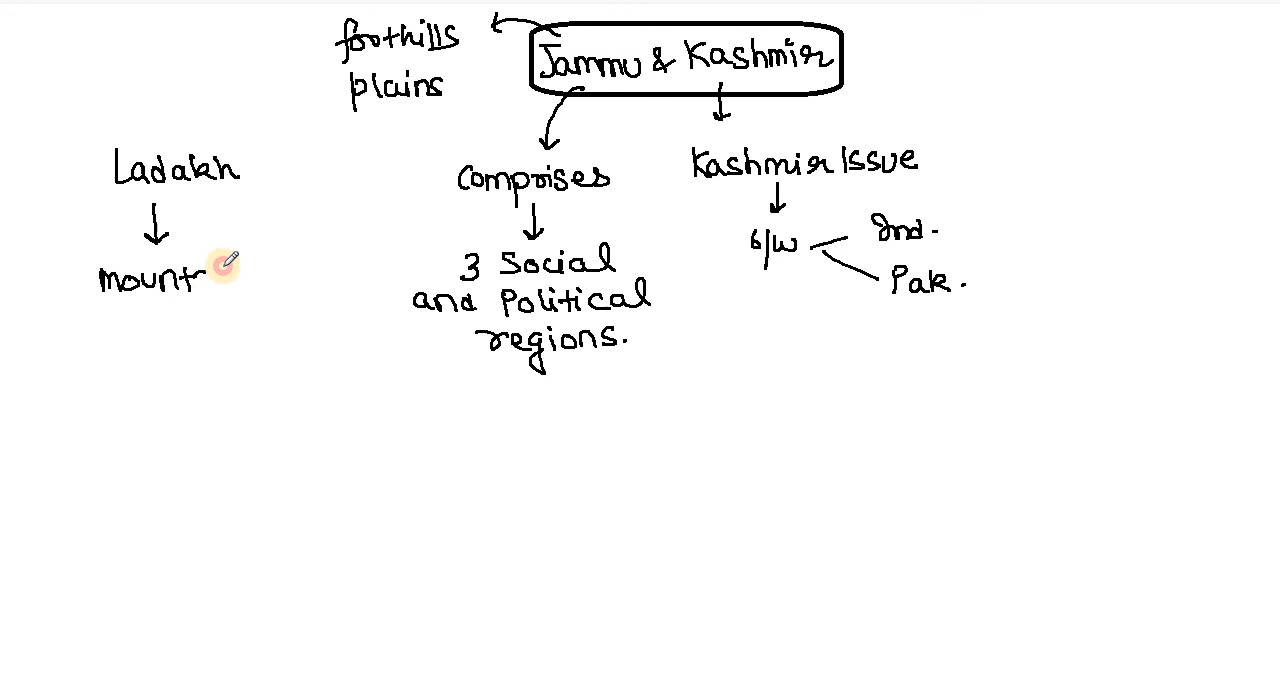 foothills
plains
Jammu & Kashmir
Ladakh
mount
Comprises
3 Social
and Political
regions.
Kashmir Issue
b/w
Ind.
Pak.